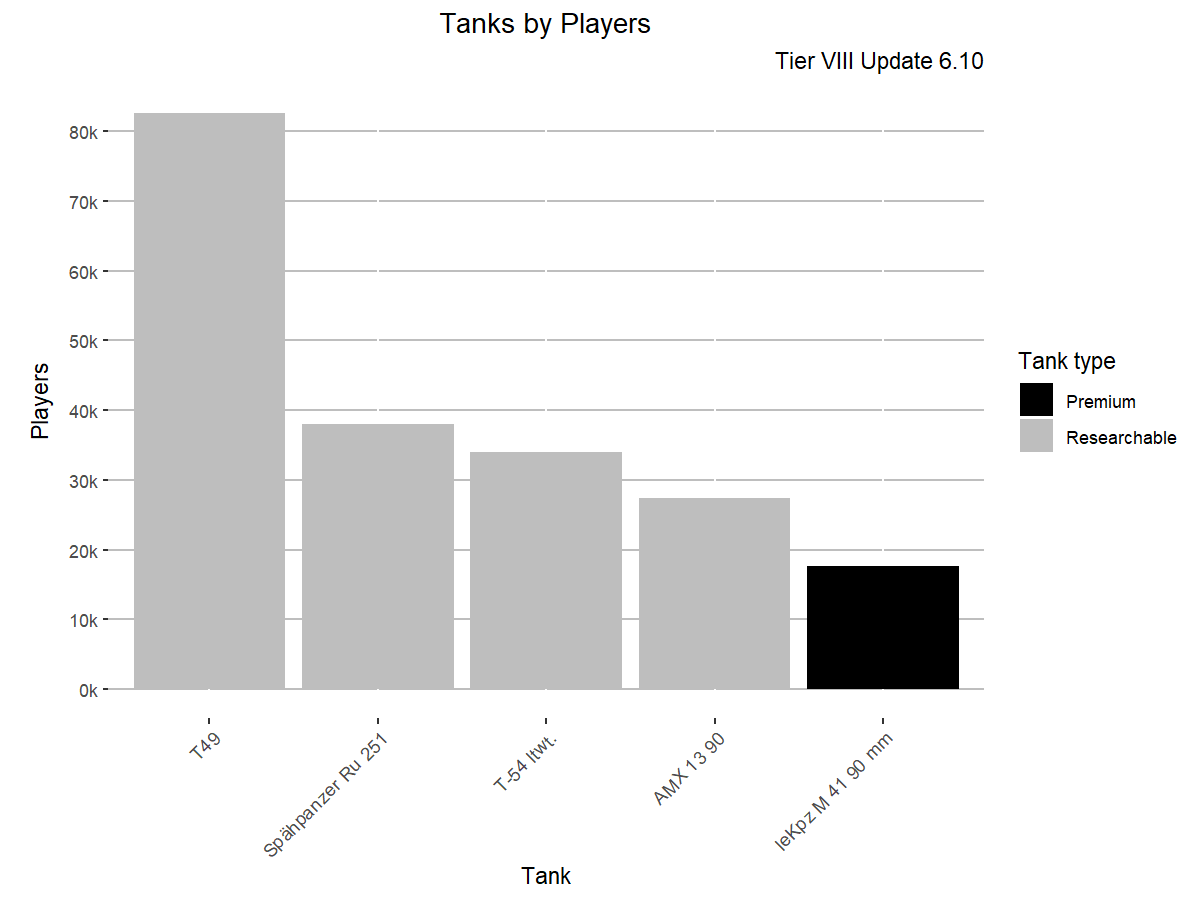 Tanks by Players
Tier VIII Update 6.10
Players
80k
70k
60k
50k
40k
30k
20k
10k
0k
T49
Spähpanzer Ru 251
T-54 ltwt.
AMX 13 90
leKpz M 41 90 mm
Tank
Tank type
Premium
Researchable